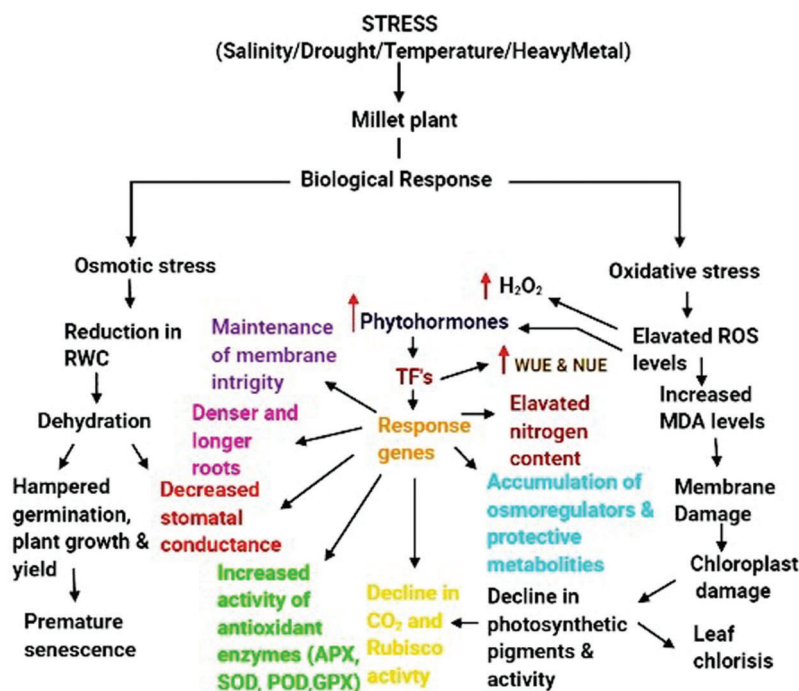 STRESS
(Salinity/Drought/Temperature/HeavyMetal)
Millet plant
Biological Response
Osmotic stress
Reduction in
RWC
Dehydration
Hampered
germination,
plant growth &
yield
Premature
senescence
Maintenance
of membrane
intrigity
Denser and
longer
roots
Decreased
stomatal
conductance
Increased
activity of
antioxidant
enzymes (APX,
SOD, POD,GPX)
H₂O₂
Phytohormones
TF's
WUE & NUE
Response
genes
Elavated
nitrogen
content
Accumulation of
osmoregulators &
protective
metabolities
Decline in
CO₂ and
Rubisco
activty
Decline in
photosynthetic
pigments &
activity
Oxidative stress
Elavated ROS
levels
Increased
MDA levels
Membrane
Damage
Chloroplast
damage
Leaf
chlorisis